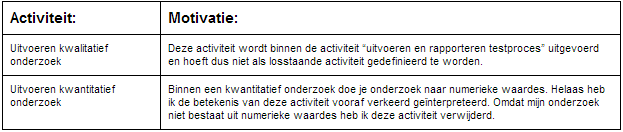 Activiteit: Motivatie:
Uitvoeren kwalitatief onderzoek
Deze activiteit wordt binnen de activiteit “uitvoeren en rapporteren testproces” uitgevoerd
en hoeft dus niet als losstaande activiteit gedefinieerd te worden.
Uitvoeren kwantitatief onderzoek
Binnen een kwantitatief onderzoek doe je onderzoek naar numerieke waardes. Helaas heb
ik de betekenis van deze activiteit vooraf verkeerd geïnterpreteerd. Omdat mijn onderzoek
niet bestaat uit numerieke waardes heb ik deze activiteit verwijderd.